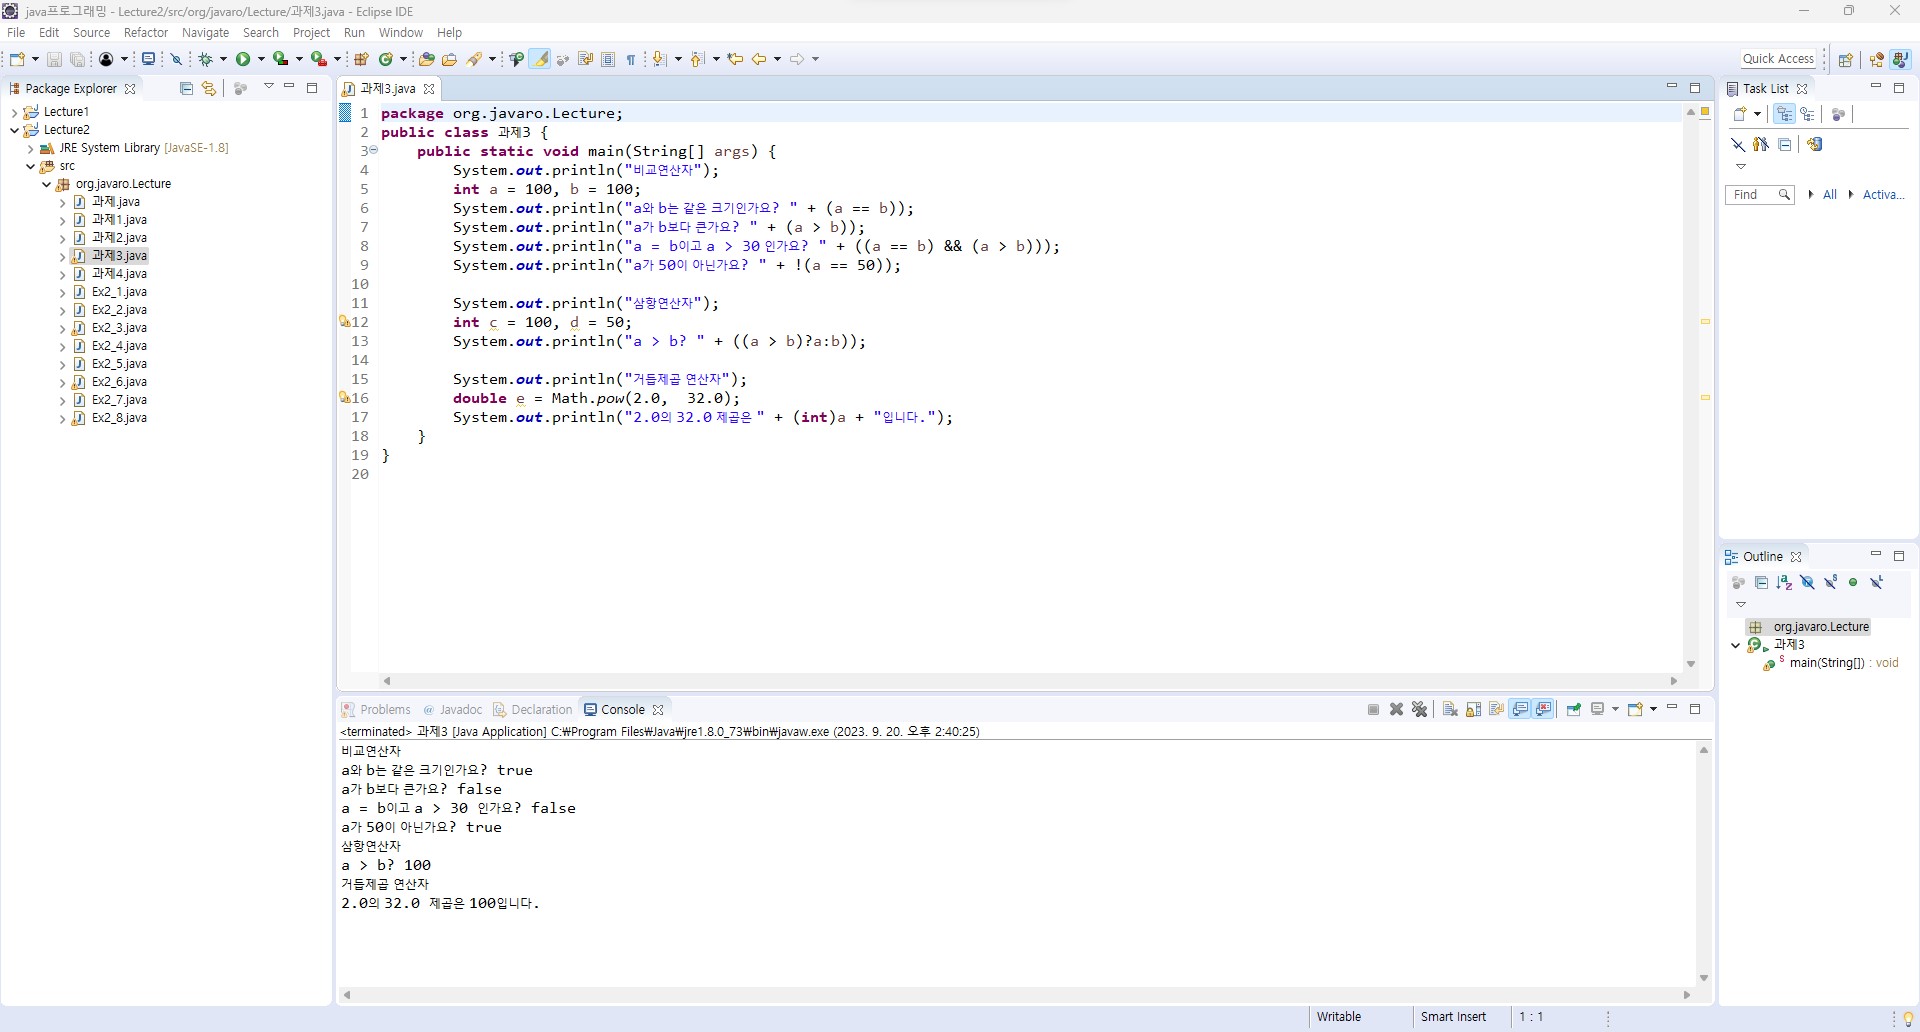 java프로그래밍 - Lecture2/src/org/javaro/Lecture/과제3.java - Eclipse IDE
File Edit Source Refactor Navigate Search Project Run Window Help
Quick Access
Package Explorer
Lecture1
Lecture2
JRE System Library [JavaSE-1.8]
src
org.javaro.Lecture
과제.java
과제1.java
과제2.java
과제3.java
과제4.java
Ex2_1.java
Ex2_2.java
Ex2_3.java
Ex2_4.java
Ex2_5.java
Ex2_6.java
Ex2_7.java
Ex2_8.java
과제3.java
1 package org.javaro.Lecture;
2 public class 과제3 {
3 public static void main(String[] args) {
4 System.out.println("비교연산자");
5 int a = 100, b = 100;
6 System.out.println("a와 b는 같은 크기인가요? " + (a == b));
7 System.out.println("a가 b보다 큰가요? " + (a > b));
8 System.out.println("a = b이고 a > 30 인가요? " + ((a == b) && (a > b)));
9 System.out.println("a가 50이 아닌가요? " + !(a == 50));
10
11 System.out.println("삼항연산자");
12 int c = 100, d = 50;
13 System.out.println("a > b? " + ((a > b)?a:b));
14
15 System.out.println("거듭제곱 연산자");
16 double e = Math.pow(2.0,  32.0);
17 System.out.println("2.0의 32.0 제곱은 " + (int)a + "입니다.");
18 }
19 }
20
Problems @ Javadoc Declaration Console
<terminated> 과제3 [Java Application] C:₩Program Files₩Java₩jre1.8.0_73₩bin₩javaw.exe (2023. 9. 20. 오후 2:40:25)
비교연산자
a와 b는 같은 크기인가요? true
a가 b보다 큰가요? false
a = b이고 a > 30 인가요? false
a가 50이 아닌가요? true
삼항연산자
a > b? 100
거듭제곱 연산자
2.0의 32.0 제곱은 100입니다.
Task List
Find All Activa...
Outline
org.javaro.Lecture
과제3
main(String[]) : void
Writable Smart Insert 1 : 1